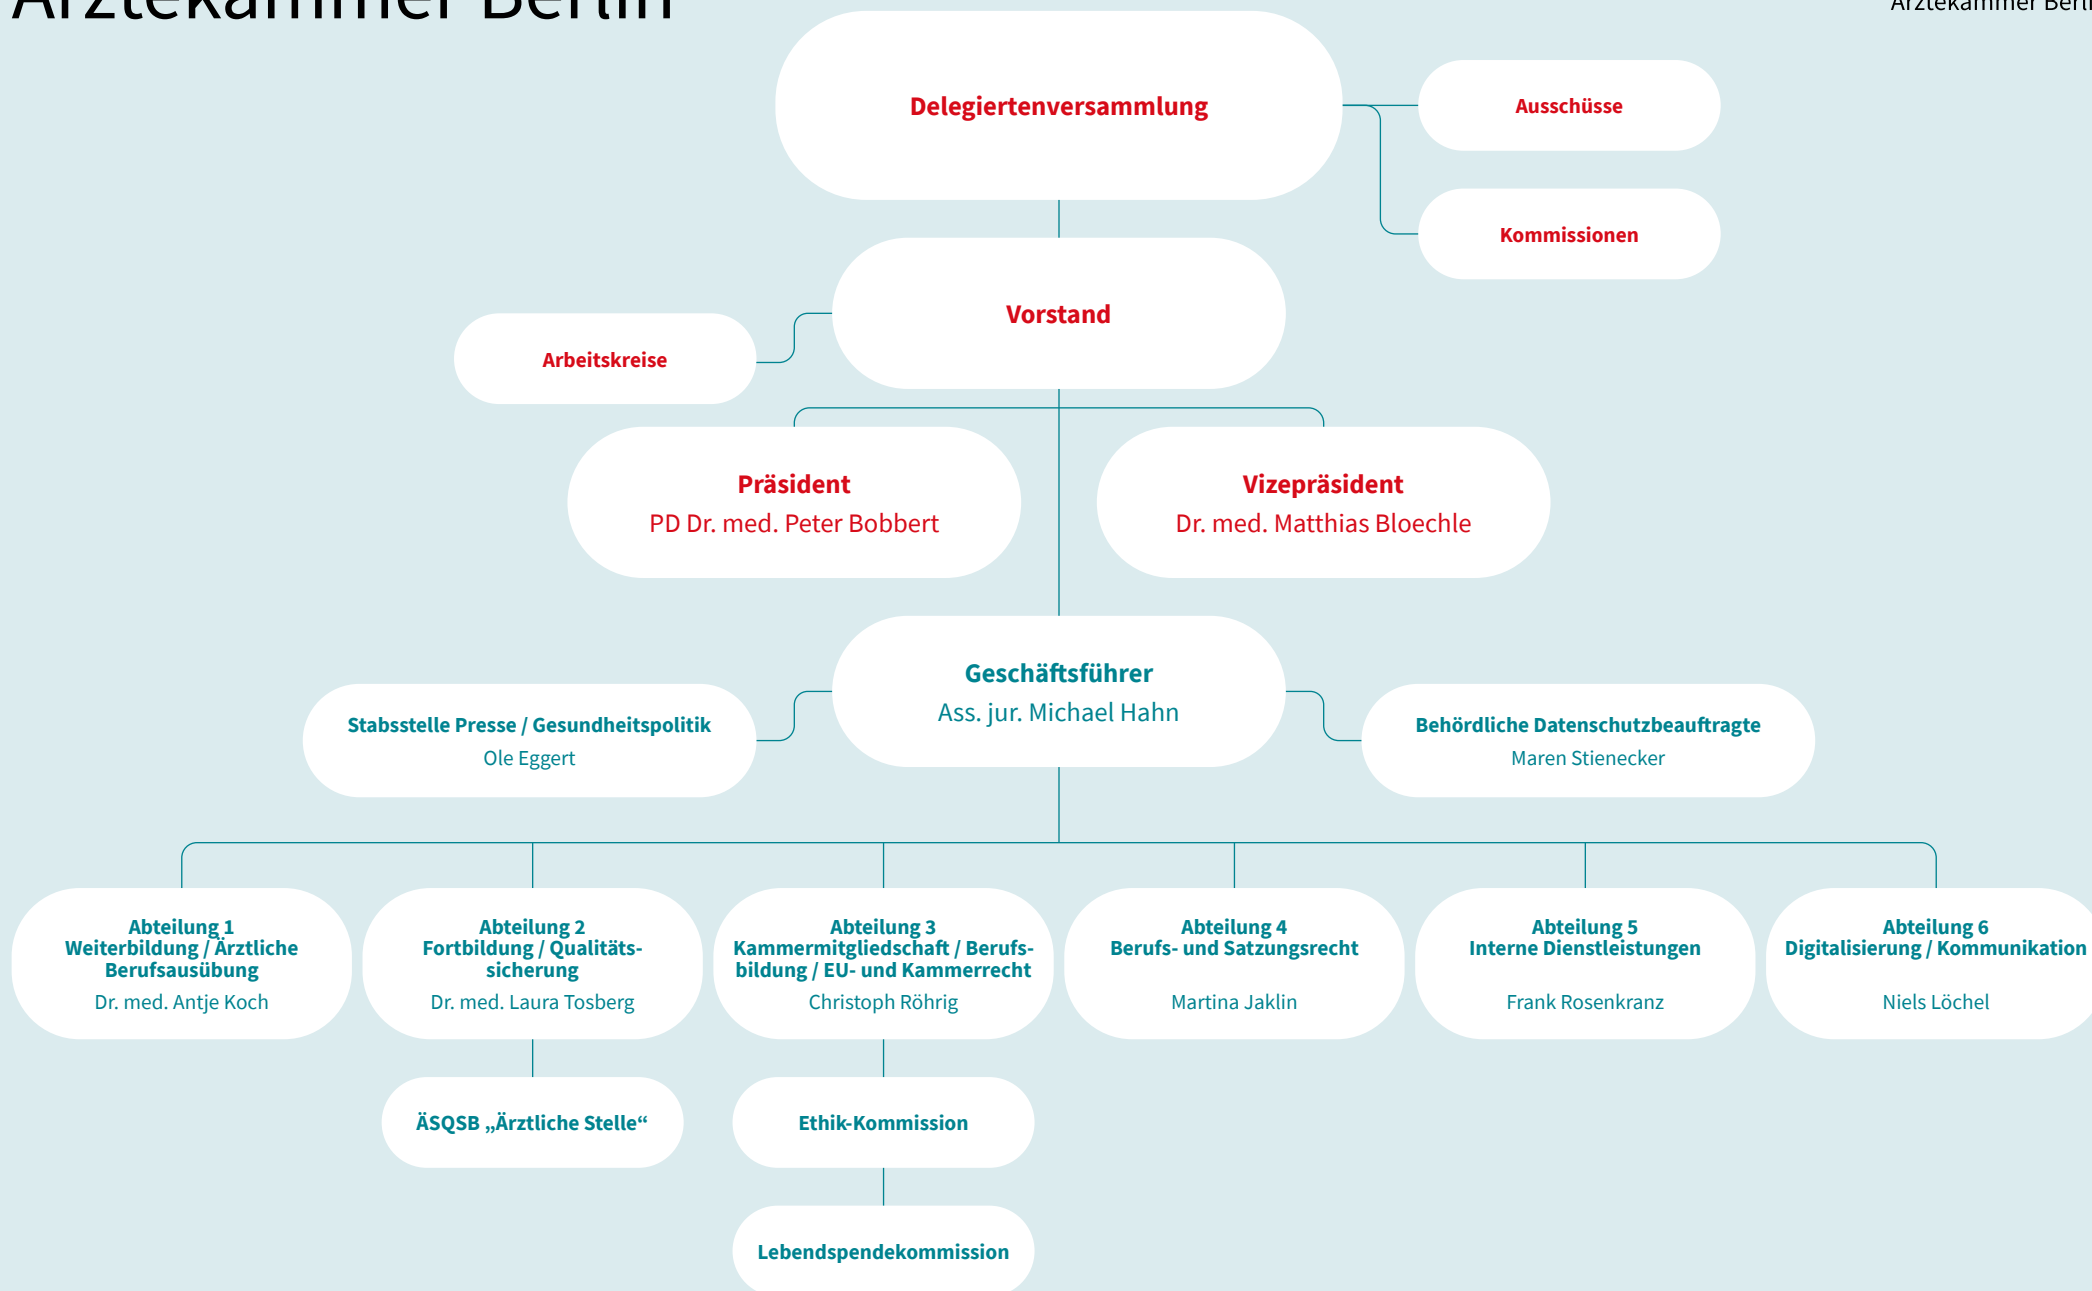 Ärztekammer Berlin
Ärztekammer Berlin
Delegiertenversammlung
Ausschüsse
Kommissionen
Vorstand
Arbeitskreise
Präsident
PD Dr. med. Peter Bobbert
Vizepräsident
Dr. med. Matthias Bloechle
Geschäftsführer
Ass. jur. Michael Hahn
Stabsstelle Presse / Gesundheitspolitik
Ole Eggert
Behördliche Datenschutzbeauftragte
Maren Stienecker
Abteilung 1
Weiterbildung / Ärztliche
Berufsausübung
Dr. med. Antje Koch
Abteilung 2
Fortbildung / Qualitäts-
sicherung
Dr. med. Laura Tosberg
Abteilung 3
Kammermitgliedschaft / Berufs-
bildung / EU- und Kammerrecht
Christoph Röhrig
Abteilung 4
Berufs- und Satzungsrecht
Martina Jaklin
Abteilung 5
Interne Dienstleistungen
Frank Rosenkranz
Abteilung 6
Digitalisierung / Kommunikation
Niels Löchel
ÄSQSB „Ärztliche Stelle“
Ethik-Kommission
Lebendspendekommission